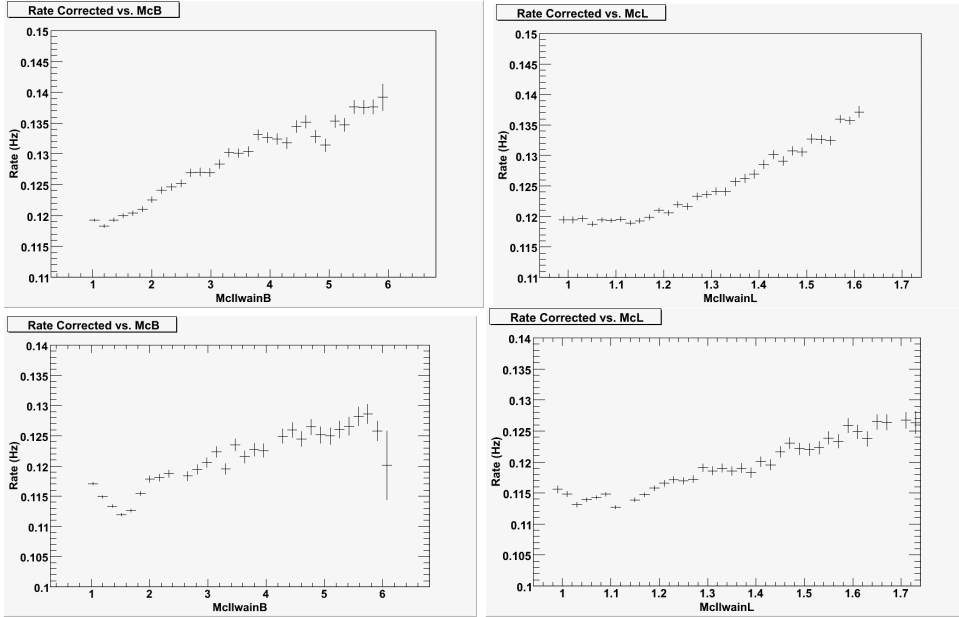 Rate Corrected vs. McB
Rate (Hz)
0.15
0.145
0.14
0.135
0.13
0.125
0.12
0.115
0.11
1 2 3 4 5 6
McIlwainB
Rate Corrected vs. McL
Rate (Hz)
0.15
0.145
0.14
0.135
0.13
0.125
0.12
0.115
0.11
1 1.1 1.2 1.3 1.4 1.5 1.6 1.7
McIlwainL
Rate Corrected vs. McB
Rate (Hz)
0.14
0.135
0.13
0.125
0.12
0.115
0.11
0.105
0.1
1 2 3 4 5 6
McIlwainB
Rate Corrected vs. McL
Rate (Hz)
0.14
0.135
0.13
0.125
0.12
0.115
0.11
0.105
0.1
1 1.1 1.2 1.3 1.4 1.5 1.6 1.7
McIlwainL